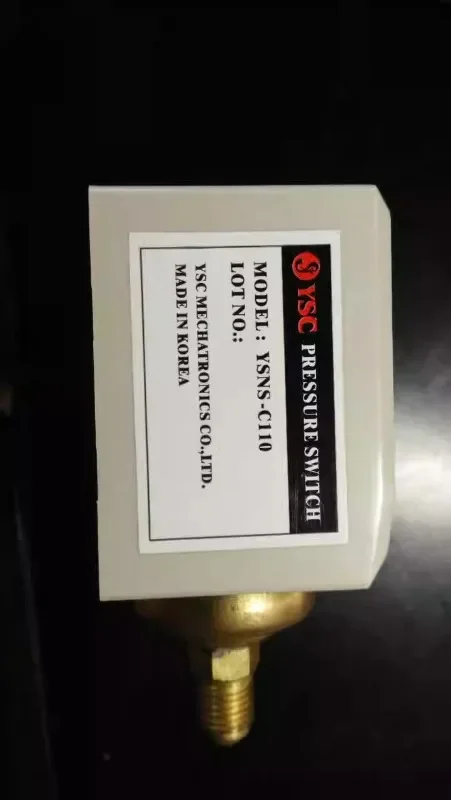 YSC PRESSURE SWITCH
MODEL : YSNS-C110
LOT NO.:
YSC MECHATRONICS CO.,LTD.
MADE IN KOREA